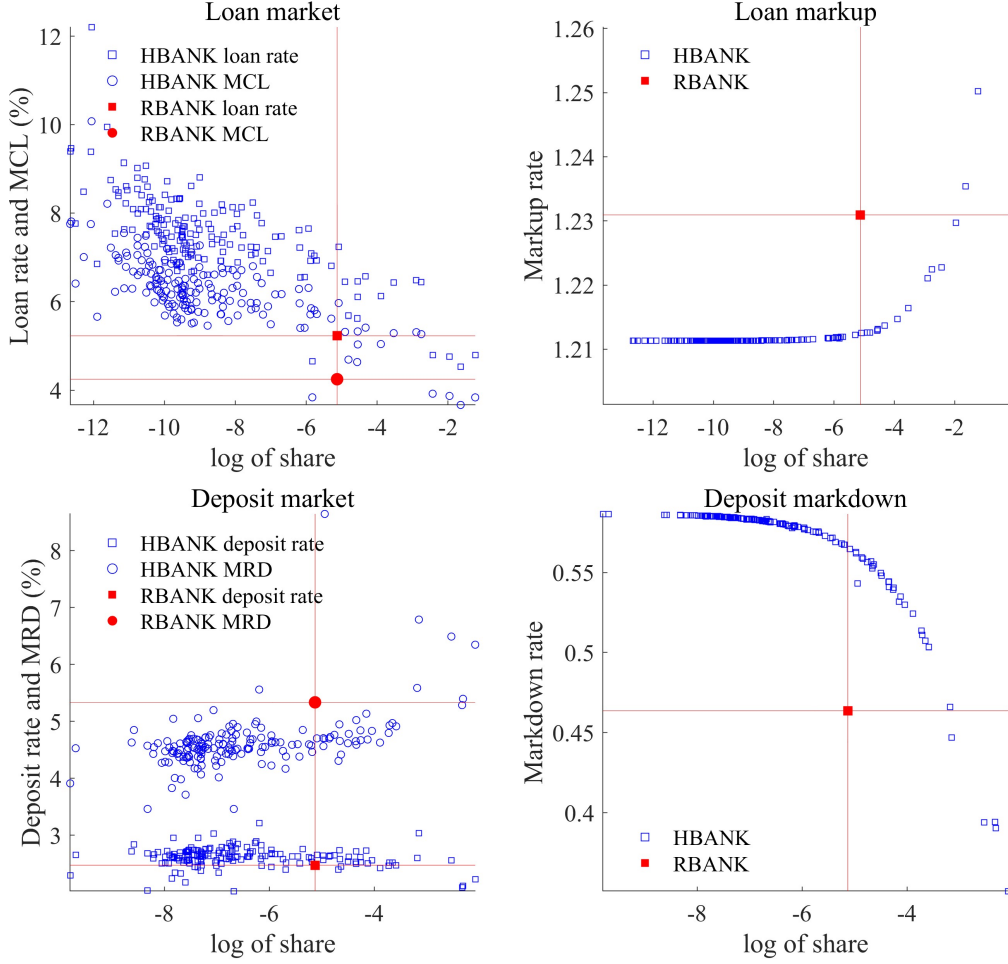 Loan market
Loan rate and MCL (%)
12
10
8
6
4
HBANK loan rate
HBANK MCL
RBANK loan rate
RBANK MCL
-12 -10 -8 -6 -4 -2
log of share
Loan markup
Markup rate
1.26
1.25
1.24
1.23
1.22
1.21
HBANK
RBANK
-12 -10 -8 -6 -4 -2
log of share
Deposit market
Deposit rate and MRD (%)
8
7
6
5
4
3
HBANK deposit rate
HBANK MRD
RBANK deposit rate
RBANK MRD
-8 -6 -4
log of share
Deposit markdown
Markdown rate
0.55
0.5
0.45
0.4
HBANK
RBANK
-8 -6 -4
log of share